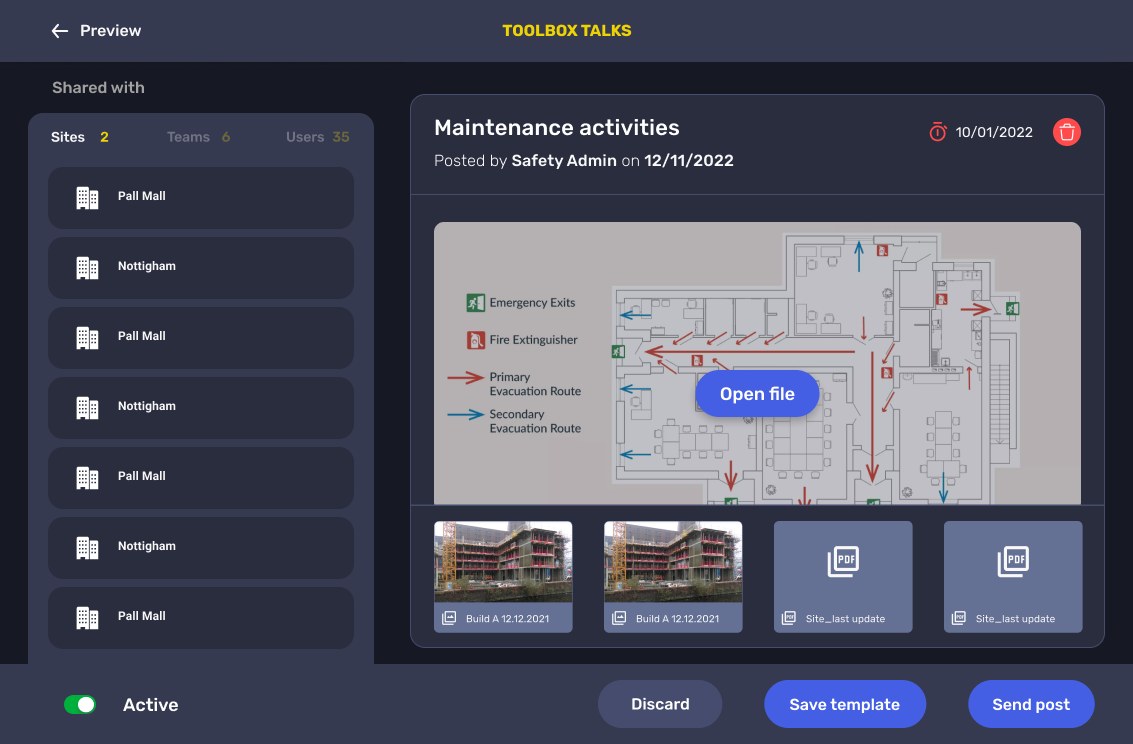 Preview
TOOLBOX TALKS
Shared with
Sites 2
Teams 6
Users 35
Pall Mall
Nottigham
Pall Mall
Nottigham
Pall Mall
Nottigham
Pall Mall
Maintenance activities
Posted by Safety Admin on 12/11/2022
10/01/2022
Emergency Exits
Fire Extinguisher
Primary
Evacuation Route
Secondary
Evacuation Route
Open file
Build A 12.12.2021
Build A 12.12.2021
PDF
Site_last update
PDF
Site_last update
Active
Discard
Save template
Send post